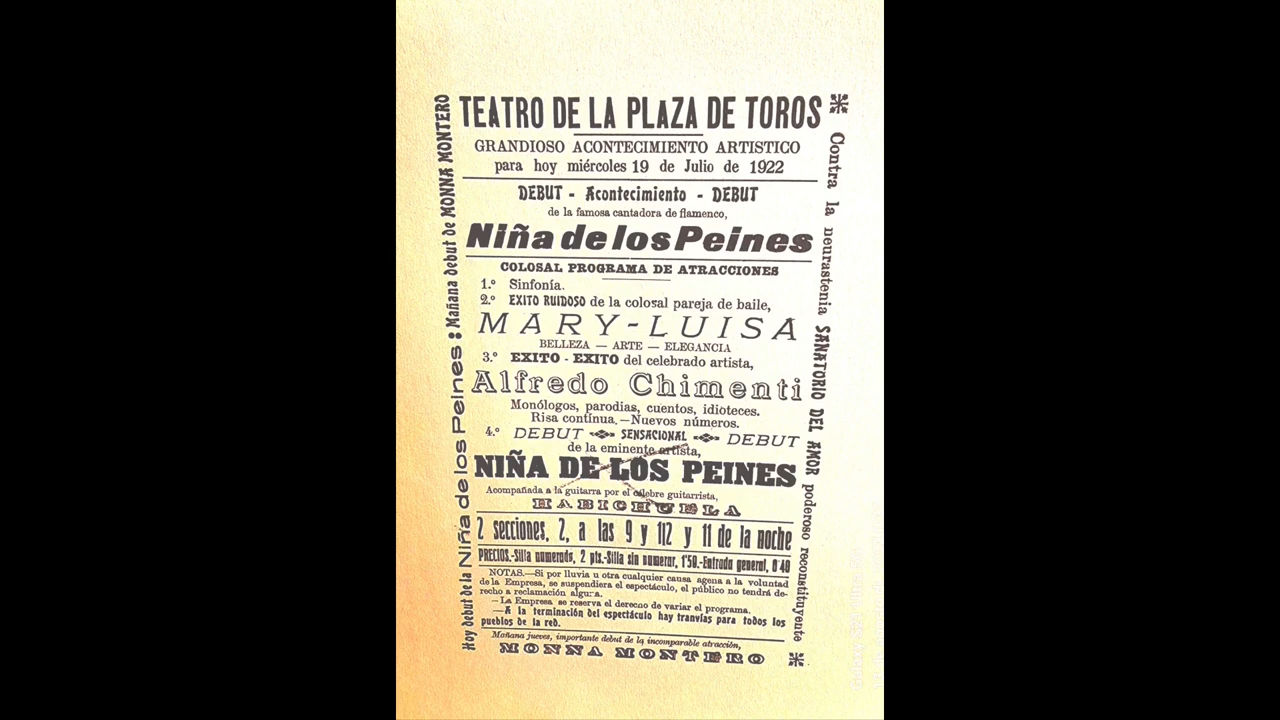 TEATRO DE LA PLAZA DE TOROS
GRANDIOSO ACONTECIMIENTO ARTISTICO
para hoy miércoles 19 de Julio de 1922
DEBUT - Acontecimiento - DEBUT
de la famosa cantadora de flamenco,
Niña de los Peines
COLOSAL PROGRAMA DE ATRACCIONES
1.º Sinfonía.
2.º EXITO RUIDOSO de la colosal pareja de baile,
MARY-LUISA
BELLEZA — ARTE — ELEGANCIA
3.º EXITO - EXITO del celebrado artista,
Alfredo Chimenti
Monólogos, parodias, cuentos, idioteces.
Risa contínua.—Nuevos números.
4.º DEBUT SENSACIONAL DEBUT
de la eminente artista,
NIÑA DE LOS PEINES
Acompañada a la guitarra por el célebre guitarrista,
HABICHUELA
2 secciones, 2, a las 9 y 1|2 y 11 de la noche
PRECIOS.-Silla numerada, 2 pts.-Silla sin numerar, 1'50.-Entrada general, 0'40
NOTAS.—Si por lluvia u otra cualquier causa agena a la voluntad
de la Empresa, se suspendiera el espectáculo, el público no tendrá de-
recho a reclamación alguna.
—La Empresa se reserva el derecho de variar el programa.
—A la terminación del espectáculo hay tranvías para todos los
pueblos de la red.
Mañana jueves, importante debut de la incomparable atracción,
MONNA MONTERO
Hoy debut de la Niña de los Peines : Mañana debut de MONNA MONTERO
Contra la neurastenia SANATORIO DEL AMOR poderoso reconstituyente